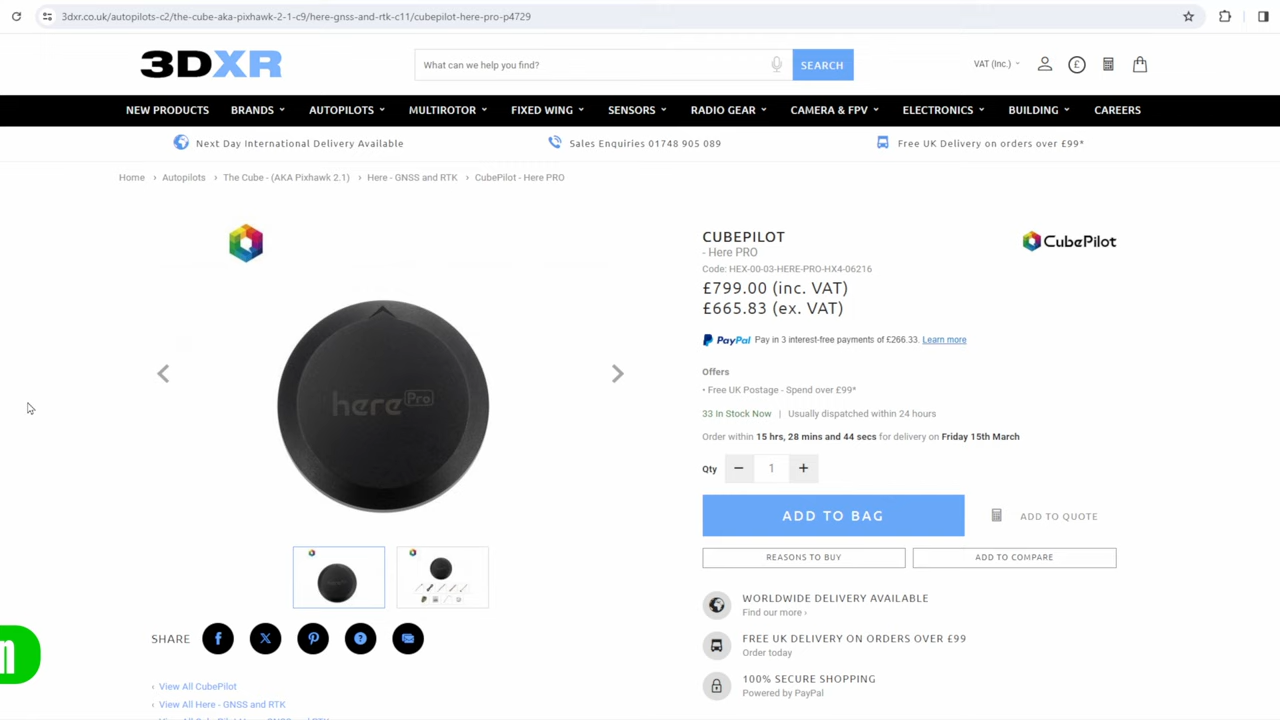 3dxr.co.uk/autopilots-c2/the-cube-aka-pixhawk-2-1-c9/here-gnss-and-rtk-c11/cubepilot-here-pro-p4729
3DXR
What can we help you find?
SEARCH
VAT (Inc.)
NEW PRODUCTS BRANDS AUTOPILOTS MULTIROTOR FIXED WING SENSORS RADIO GEAR CAMERA & FPV ELECTRONICS BUILDING CAREERS
Next Day International Delivery Available
Sales Enquiries 01748 905 089
Free UK Delivery on orders over £99*
Home › Autopilots › The Cube - (AKA Pixhawk 2.1) › Here - GNSS and RTK › CubePilot - Here PRO
here Pro
CUBEPILOT
CubePilot
- Here PRO
Code: HEX-00-03-HERE-PRO-HX4-06216
£799.00 (inc. VAT)
£665.83 (ex. VAT)
PayPal Pay in 3 interest-free payments of £266.33. Learn more
Offers
• Free UK Postage - Spend over £99*
33 In Stock Now | Usually dispatched within 24 hours
Order within 15 hrs, 28 mins and 44 secs for delivery on Friday 15th March
Qty − 1 +
ADD TO BAG
ADD TO QUOTE
REASONS TO BUY
ADD TO COMPARE
WORLDWIDE DELIVERY AVAILABLE
Find our more ›
FREE UK DELIVERY ON ORDERS OVER £99
Order today
100% SECURE SHOPPING
Powered by PayPal
SHARE
‹ View All CubePilot
‹ View All Here - GNSS and RTK